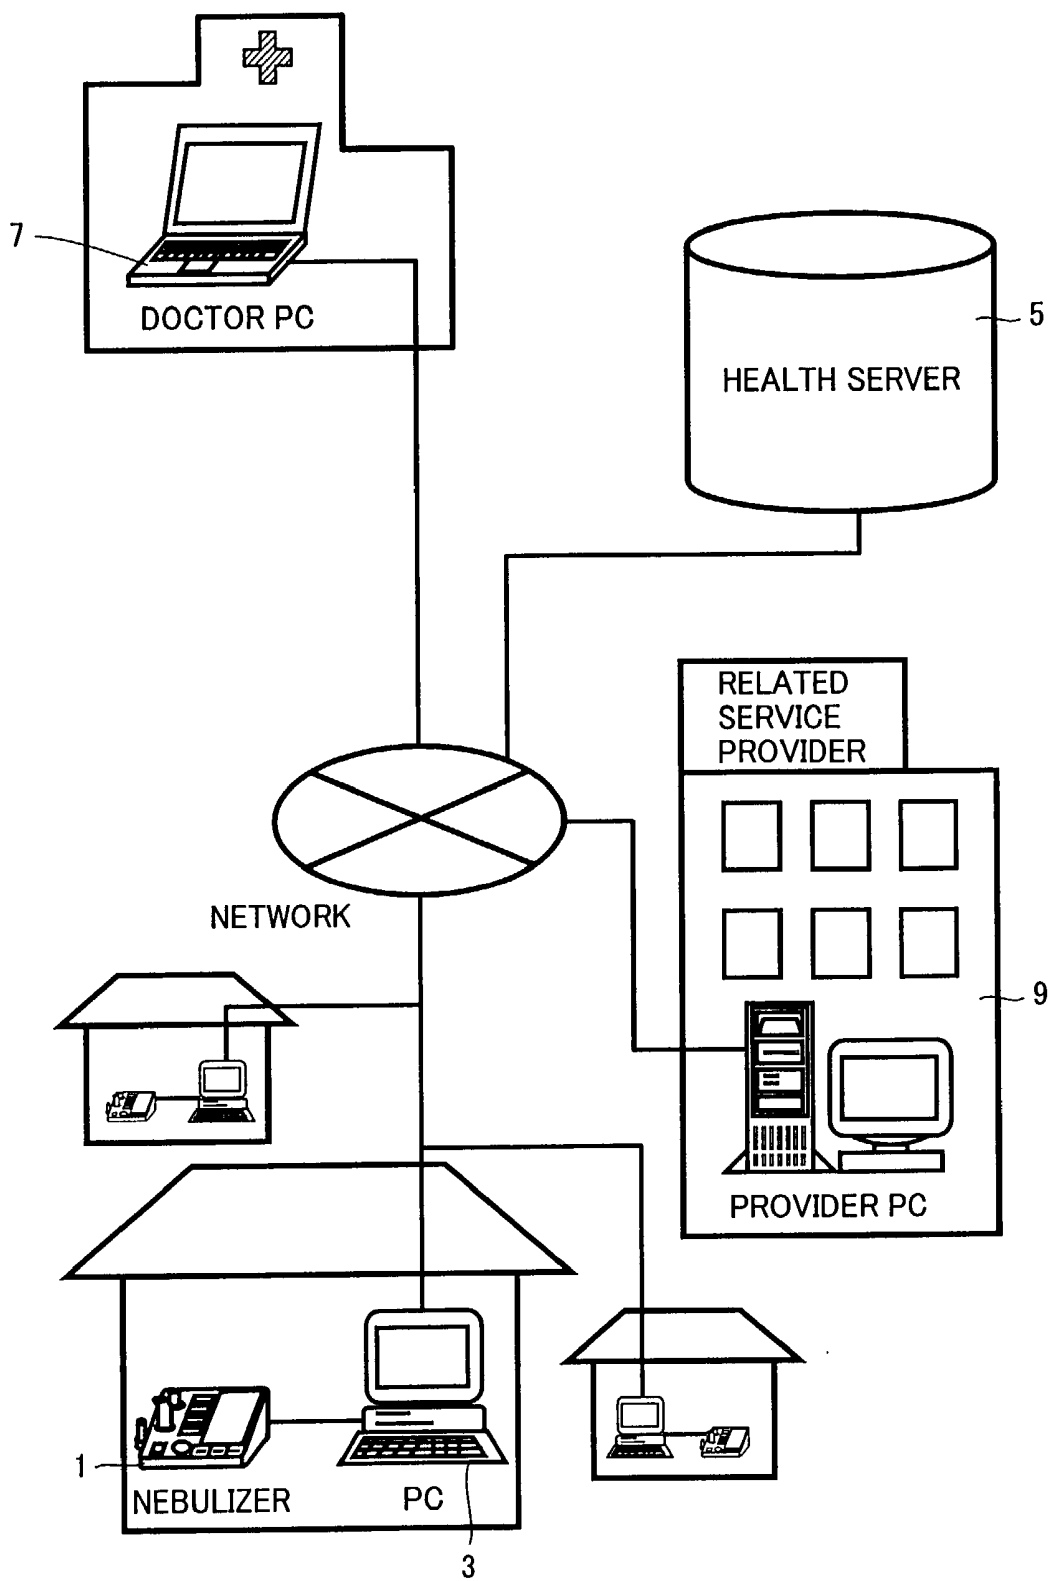 7
DOCTOR PC
5
HEALTH SERVER
RELATED
SERVICE
PROVIDER
NETWORK
9
PROVIDER PC
1
NEBULIZER
PC
3